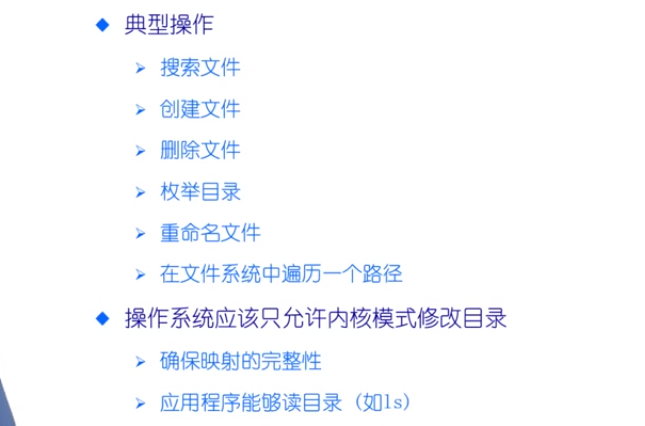 典型操作
搜索文件
创建文件
删除文件
枚举目录
重命名文件
在文件系统中遍历一个路径
操作系统应该只允许内核模式修改目录
确保映射的完整性
应用程序能够读目录（如ls）